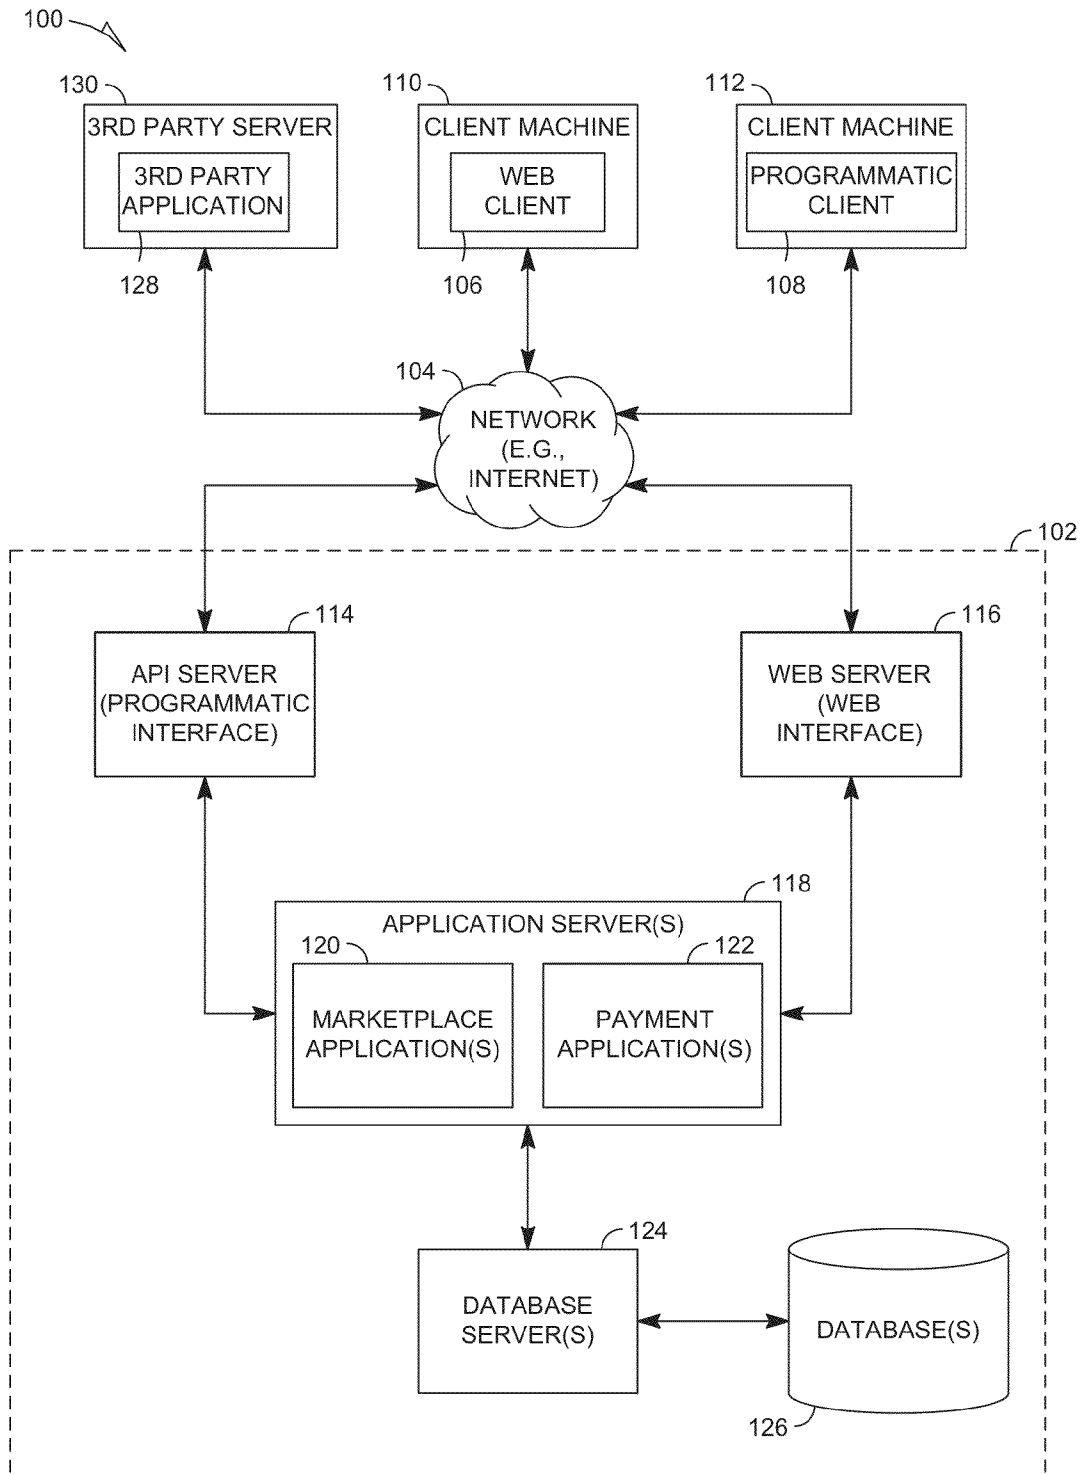 100
130
3RD PARTY SERVER
3RD PARTY
APPLICATION
128
110
CLIENT MACHINE
WEB
CLIENT
106
112
CLIENT MACHINE
PROGRAMMATIC
CLIENT
108
104
NETWORK
(E.G.,
INTERNET)
102
114
API SERVER
(PROGRAMMATIC
INTERFACE)
116
WEB SERVER
(WEB
INTERFACE)
118
APPLICATION SERVER(S)
120
MARKETPLACE
APPLICATION(S)
122
PAYMENT
APPLICATION(S)
124
DATABASE
SERVER(S)
DATABASE(S)
126